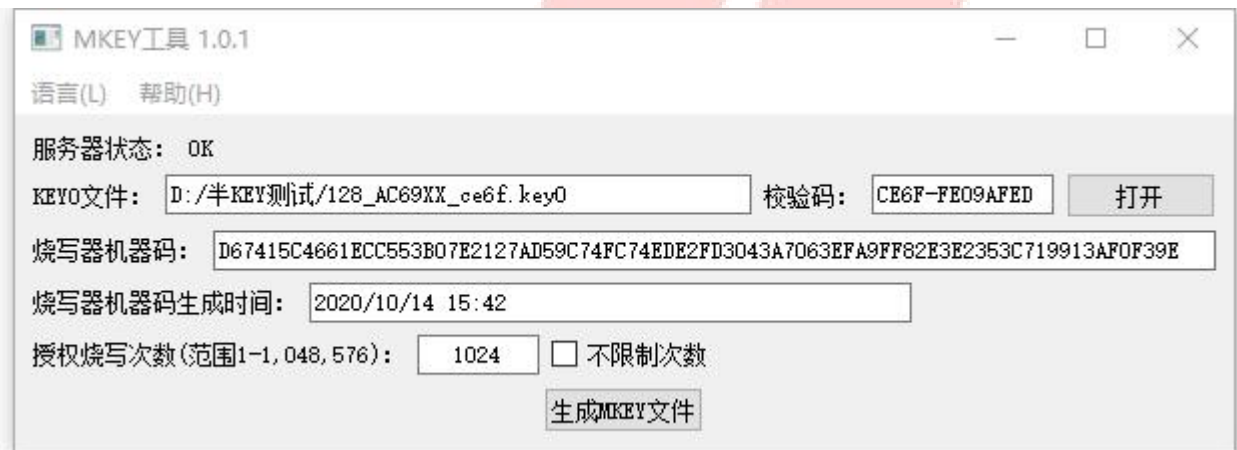 MKEY工具 1.0.1
语言(L) 帮助(H)
服务器状态: OK
KEY0文件: D:/半KEY测试/128_AC69XX_ce6f.key0 校验码: CE6F-FE09AFED 打开
烧写器机器码: D67415C4661ECC553B07E2127AD59C74FC74EDE2FD3043A7063EFA9FF82E3E2353C719913AF0F39E
烧写器机器码生成时间: 2020/10/14 15:42
授权烧写次数(范围1-1,048,576): 1024 不限制次数
生成MKEY文件